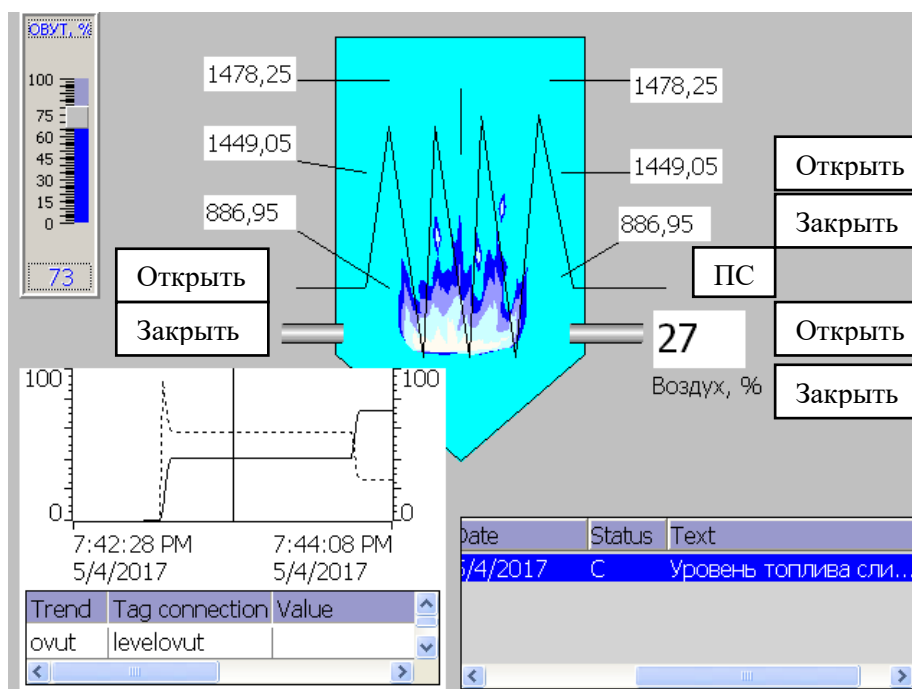 ОВУТ, %
100
75
60
45
30
15
0
73
1478,25
1478,25
1449,05
1449,05
886,95
886,95
Открыть
Закрыть
Открыть
Закрыть
ПС
Открыть
Закрыть
27
Воздух, %
100
100
0
0
7:42:28 PM
5/4/2017
7:44:08 PM
5/4/2017
Trend Tag connection Value
ovut levelovut
Date Status Text
5/4/2017 C Уровень топлива сли...